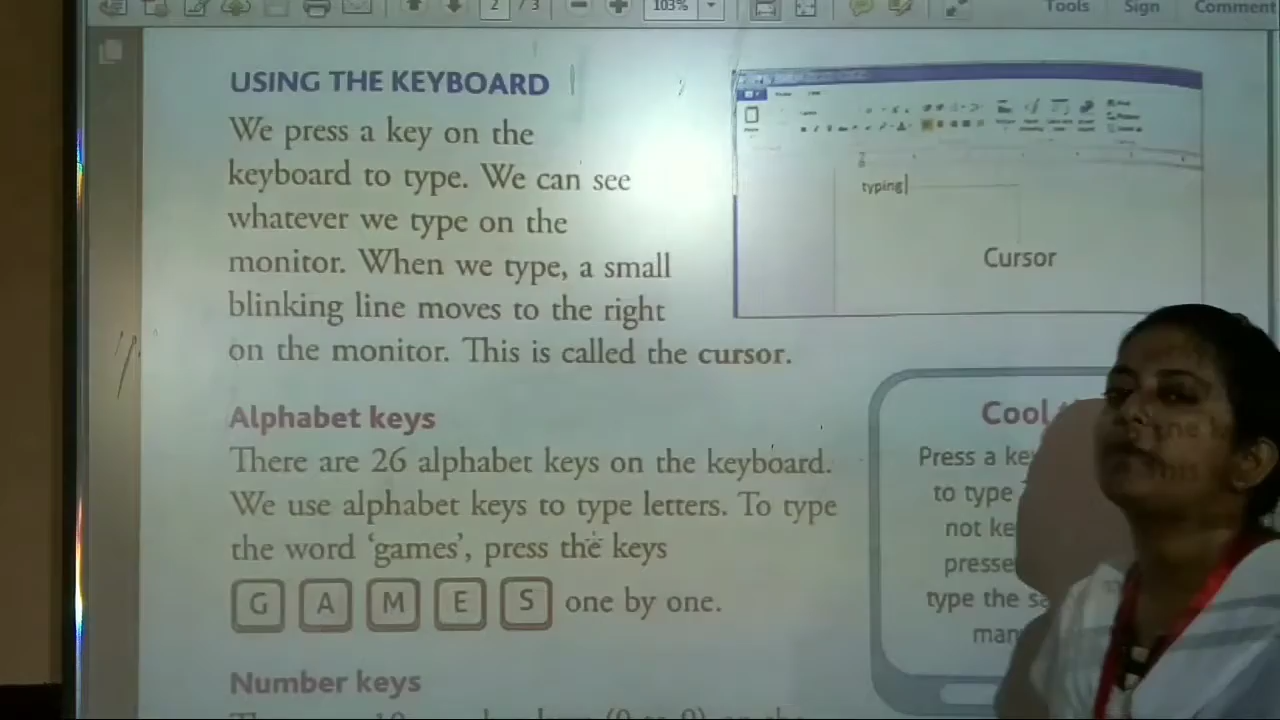 2 / 3
103%
Tools
Sign
Comment
USING THE KEYBOARD
We press a key on the
keyboard to type. We can see
whatever we type on the
monitor. When we type, a small
blinking line moves to the right
on the monitor. This is called the cursor.
typing
Cursor
Alphabet keys
There are 26 alphabet keys on the keyboard.
We use alphabet keys to type letters. To type
the word ‘games’, press the keys
G A M E S one by one.
Cool
Press a
to type
not
type the
Number keys